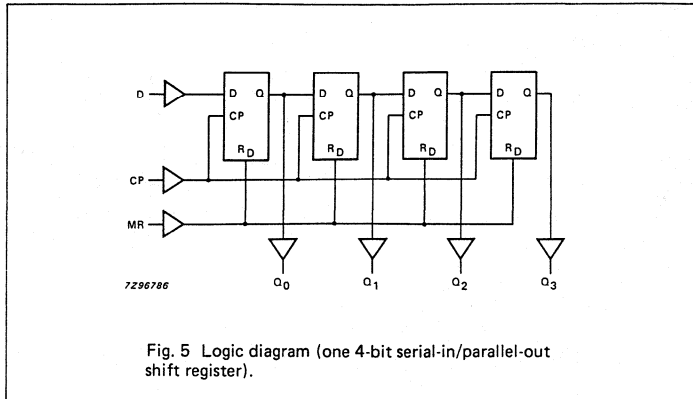 D
D Q
D Q
D Q
D Q
CP
CP
CP
CP
RD
RD
RD
RD
CP
MR
7Z96786
Q0
Q1
Q2
Q3
Fig. 5 Logic diagram (one 4-bit serial-in/parallel-out
shift register).